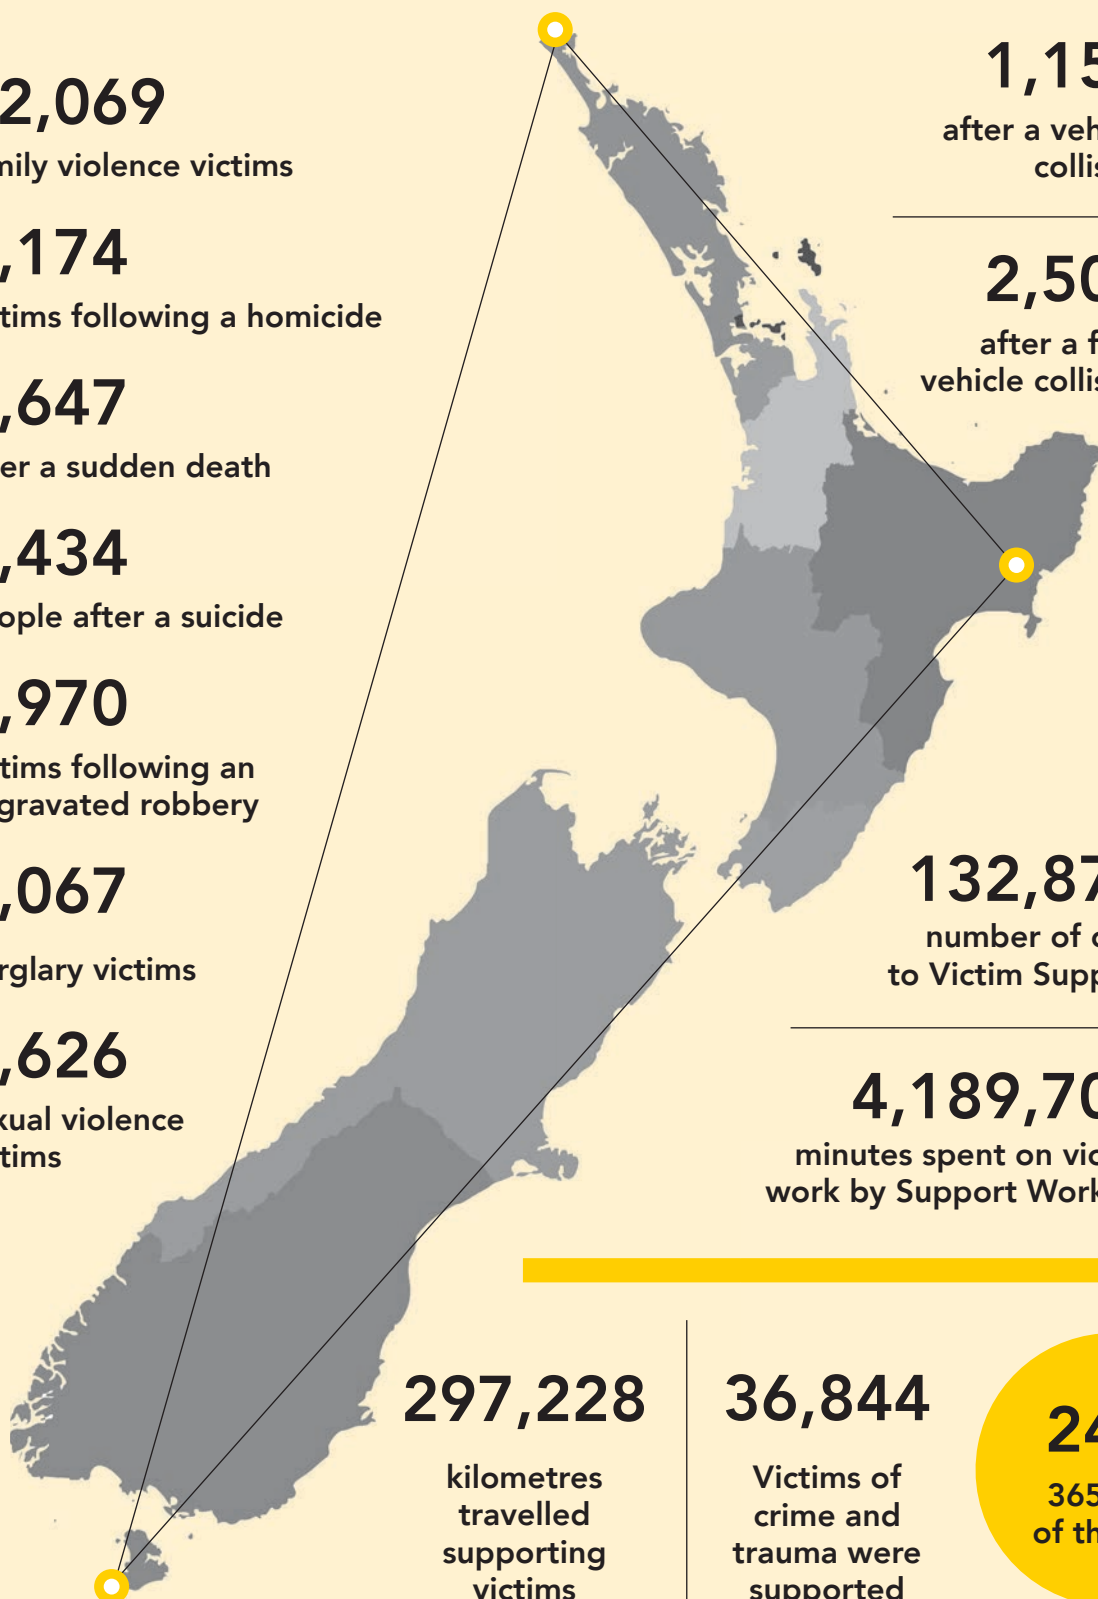 2,069
mily violence victims
,174
tims following a homicide
,647
er a sudden death
,434
ople after a suicide
,970
tims following an
gravated robbery
,067
rglary victims
,626
xual violence
tims
1,15
after a veh
collis
2,50
after a f
vehicle collis
132,87
number of c
to Victim Supp
4,189,70
minutes spent on vic
work by Support Work
297,228
kilometres
travelled
supporting
victims
36,844
Victims of
crime and
trauma were
supported
24
365
of th